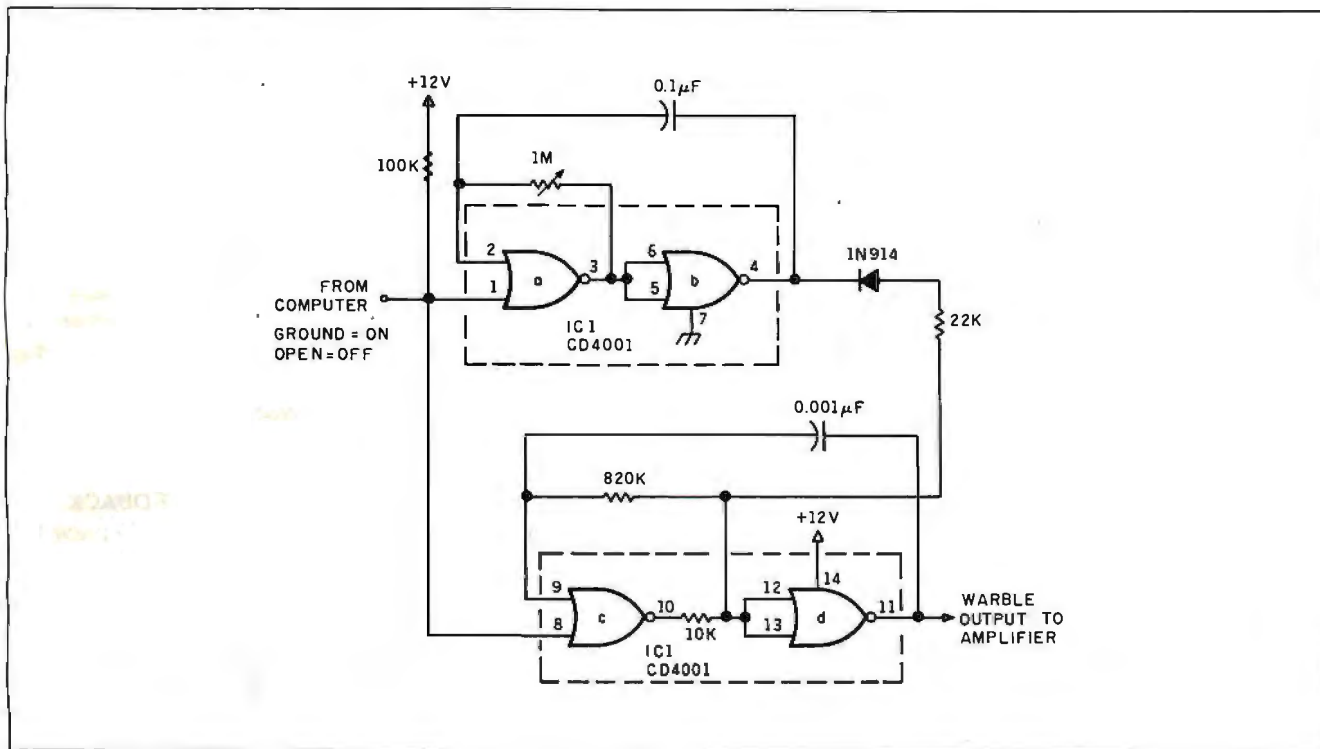 +12V
0.1μF
100K
1M
2
3
6
4
1N914
a
b
FROM
COMPUTER
1
5
7
22K
GROUND = ON
OPEN=OFF
IC1
CD4001
0.001μF
820K
+12V
9
12
14
c
10
d
11
WARBLE
OUTPUT TO
AMPLIFIER
8
10K
13
IC1
CD4001